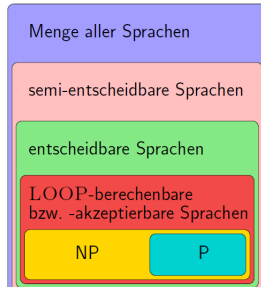 Menge aller Sprachen
semi-entscheidbare Sprachen
entscheidbare Sprachen
LOOP-berechenbare
bzw. -akzeptierbare Sprachen
NP P